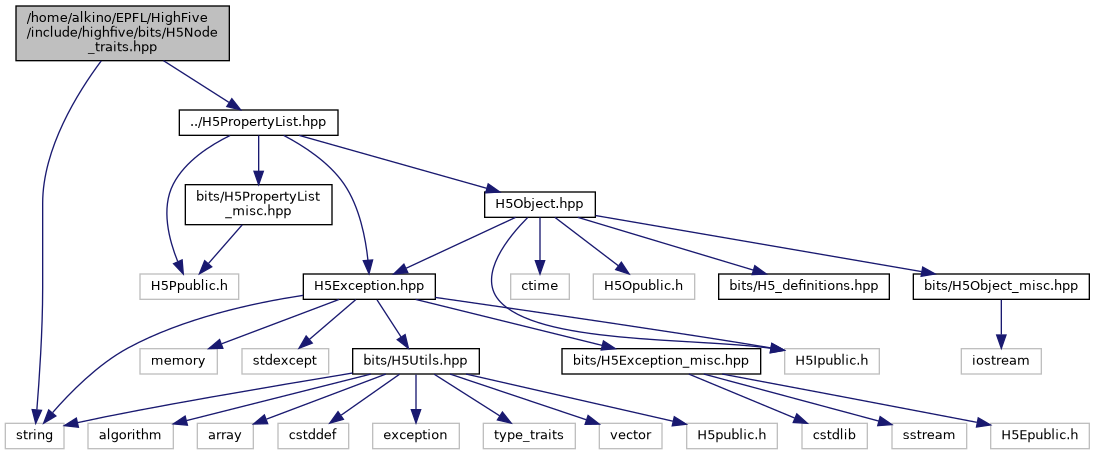 /home/alkino/EPFL/HighFive
/include/highfive/bits/H5Node
_traits.hpp
../H5PropertyList.hpp
bits/H5PropertyList
_misc.hpp
H5Object.hpp
H5Ppublic.h
H5Exception.hpp
ctime
H5Opublic.h
bits/H5_definitions.hpp
bits/H5Object_misc.hpp
memory
stdexcept
bits/H5Utils.hpp
bits/H5Exception_misc.hpp
H5Ipublic.h
iostream
string
algorithm
array
cstddef
exception
type_traits
vector
H5public.h
cstdlib
sstream
H5Epublic.h